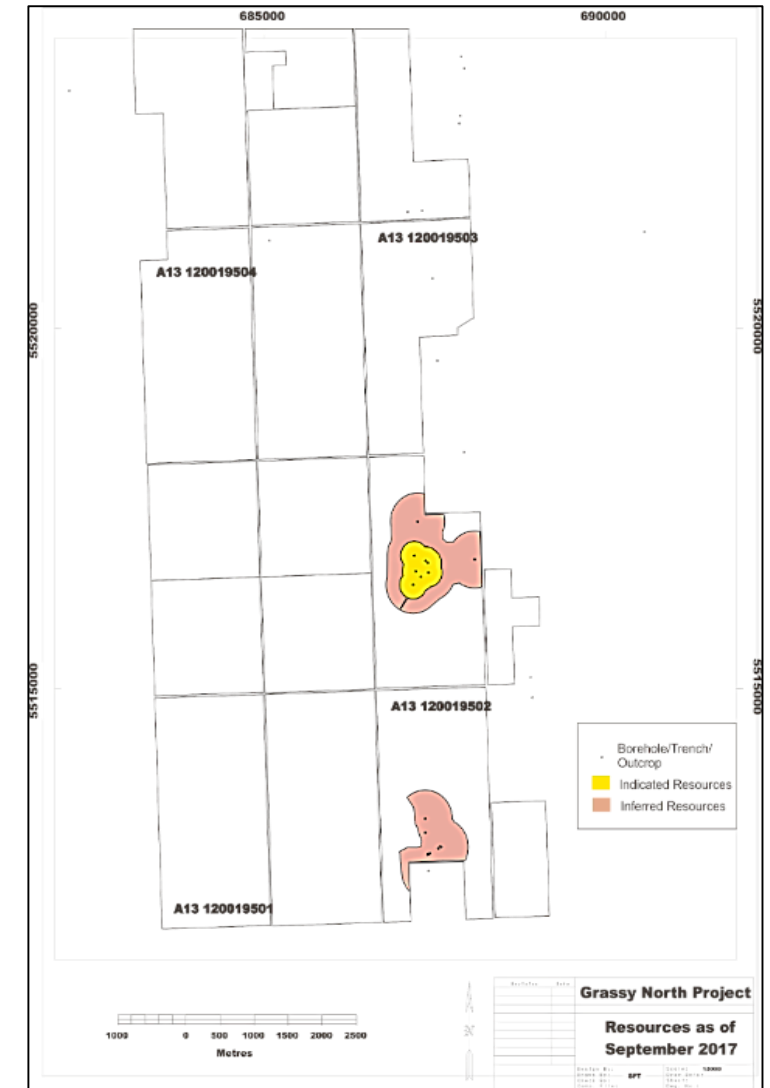 685000 690000
A13 120019503
A13 120019504
5520000 5520000
5515000 5515000
A13 120019502
Borehole/Trench/
Outcrop
Indicated Resources
Inferred Resources
A13 120019501
Grassy North Project
Resources as of
September 2017
1000 0 500 1000 1500 2000 2500
Metres